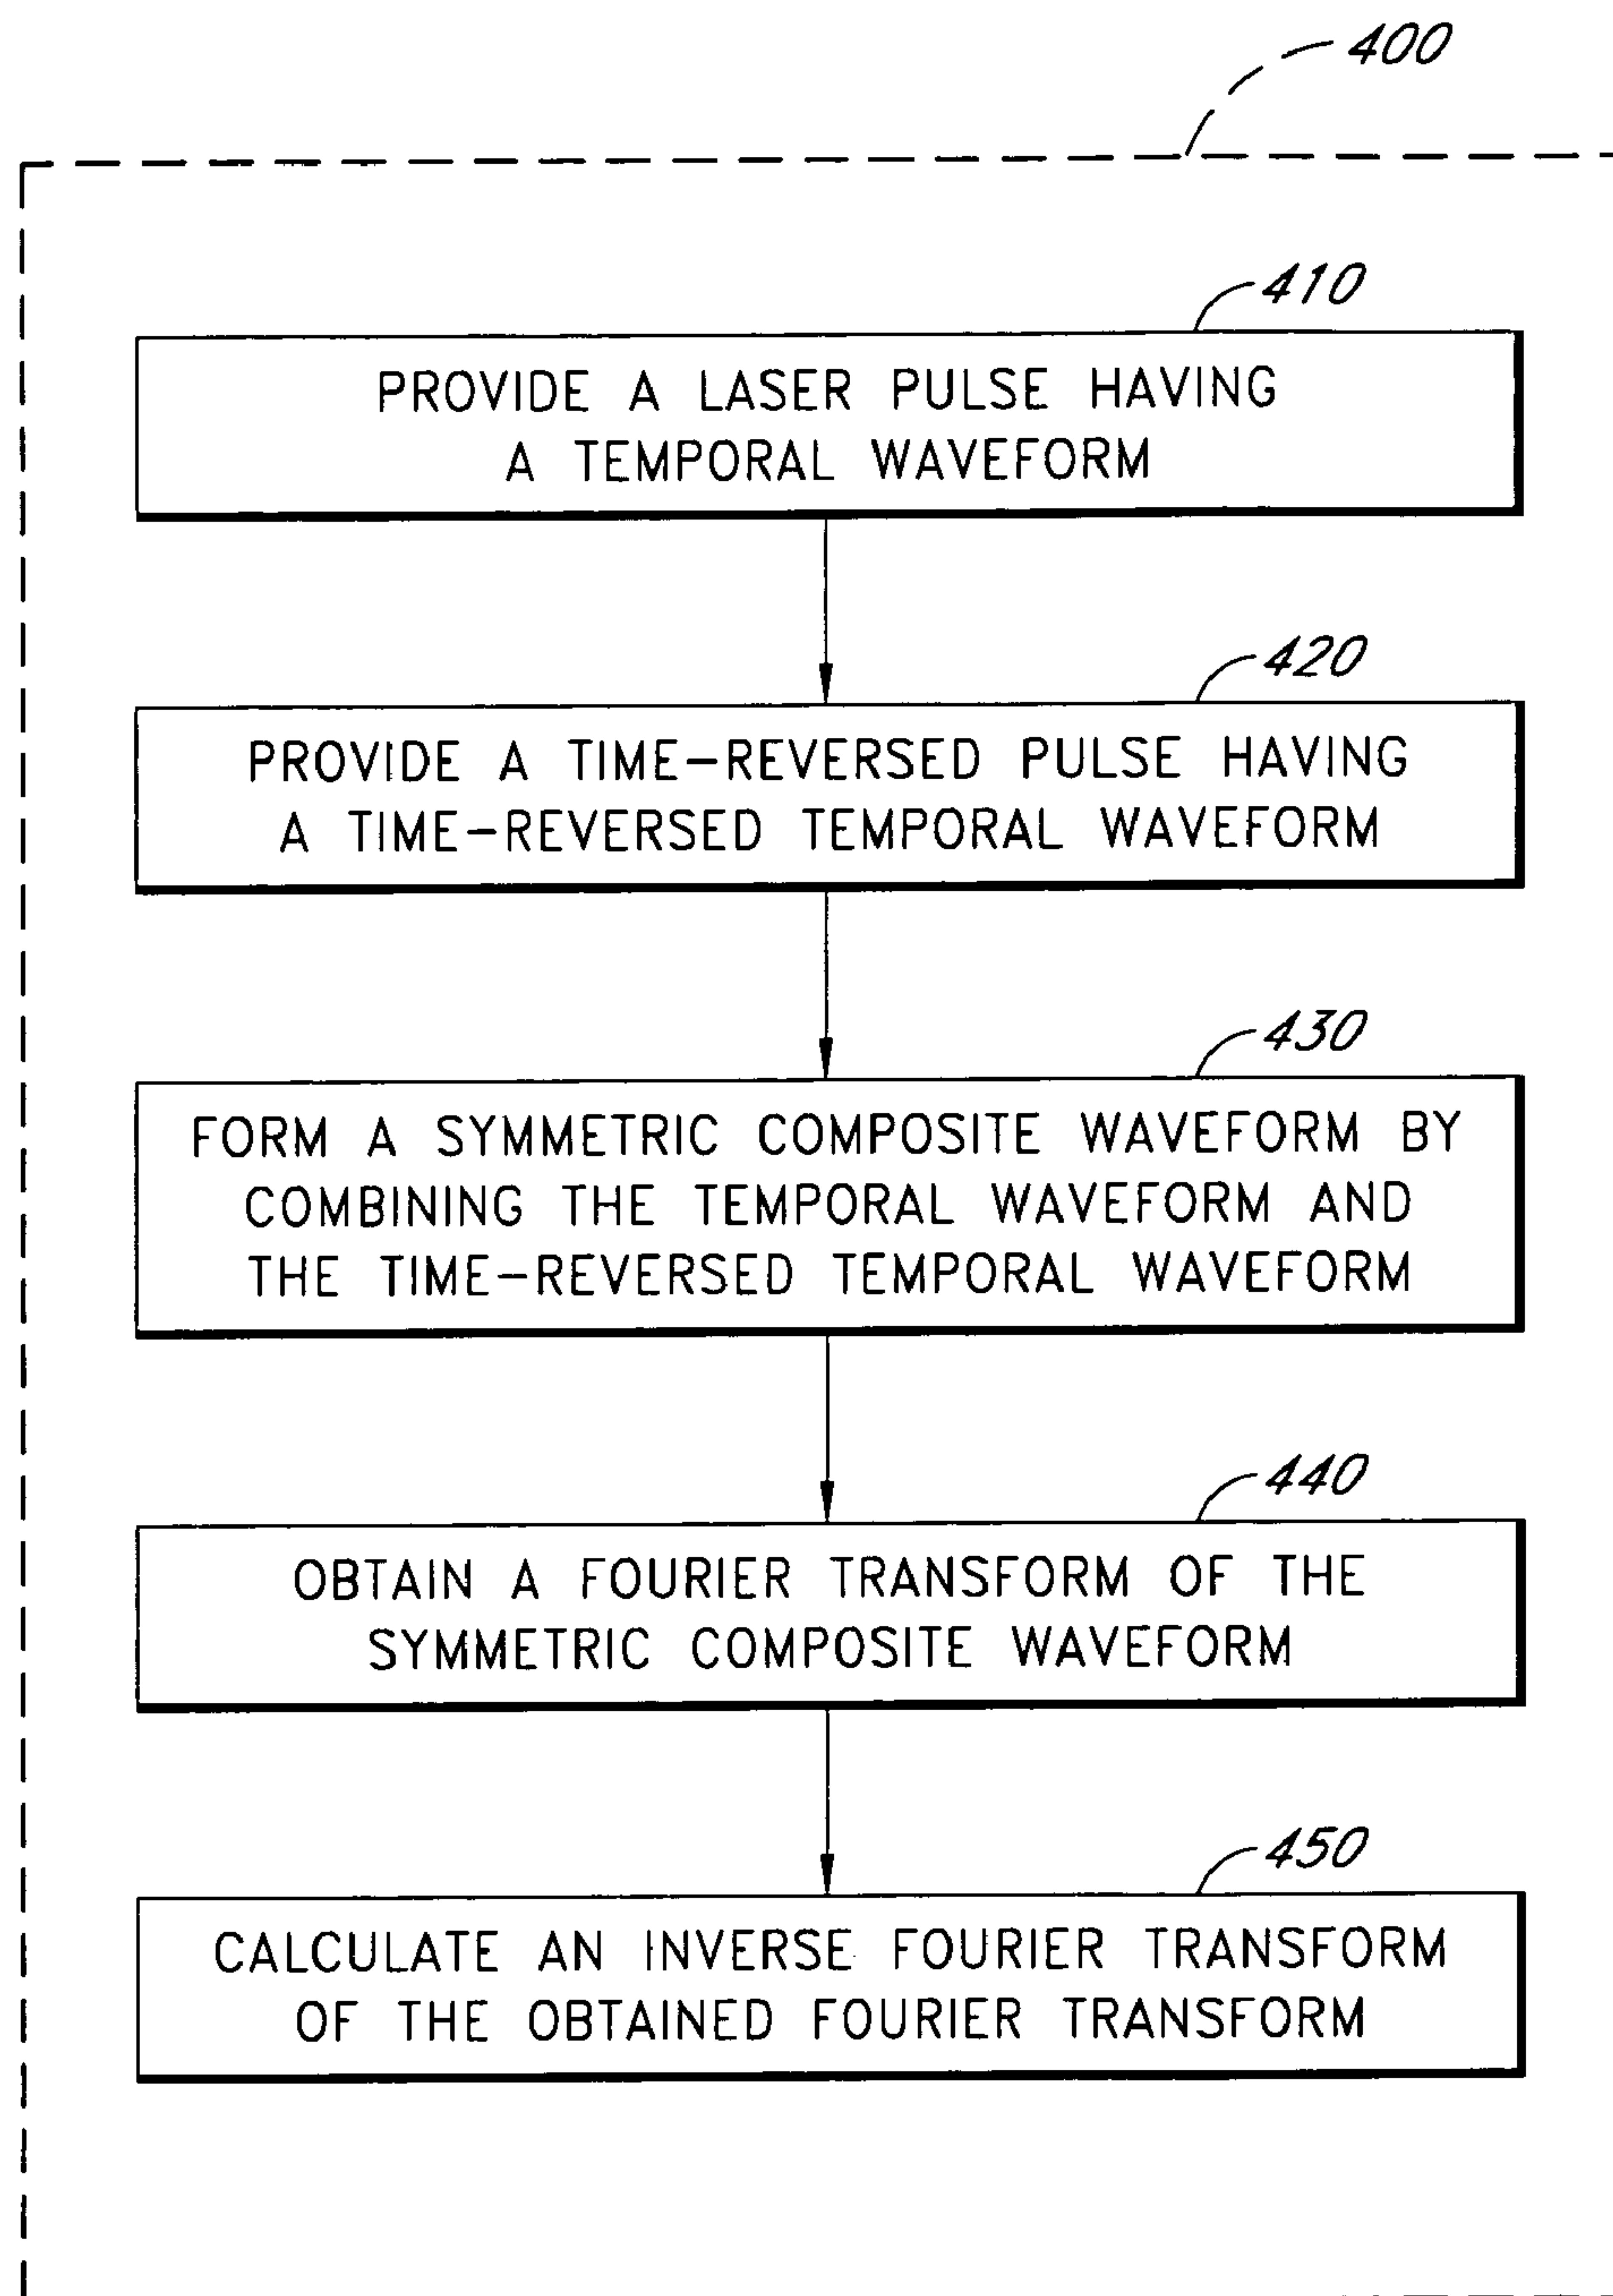 400
410
PROVIDE A LASER PULSE HAVING
A TEMPORAL WAVEFORM
420
PROVIDE A TIME-REVERSED PULSE HAVING
A TIME-REVERSED TEMPORAL WAVEFORM
430
FORM A SYMMETRIC COMPOSITE WAVEFORM BY
COMBINING THE TEMPORAL WAVEFORM AND
THE TIME-REVERSED TEMPORAL WAVEFORM
440
OBTAIN A FOURIER TRANSFORM OF THE
SYMMETRIC COMPOSITE WAVEFORM
450
CALCULATE AN INVERSE FOURIER TRANSFORM
OF THE OBTAINED FOURIER TRANSFORM